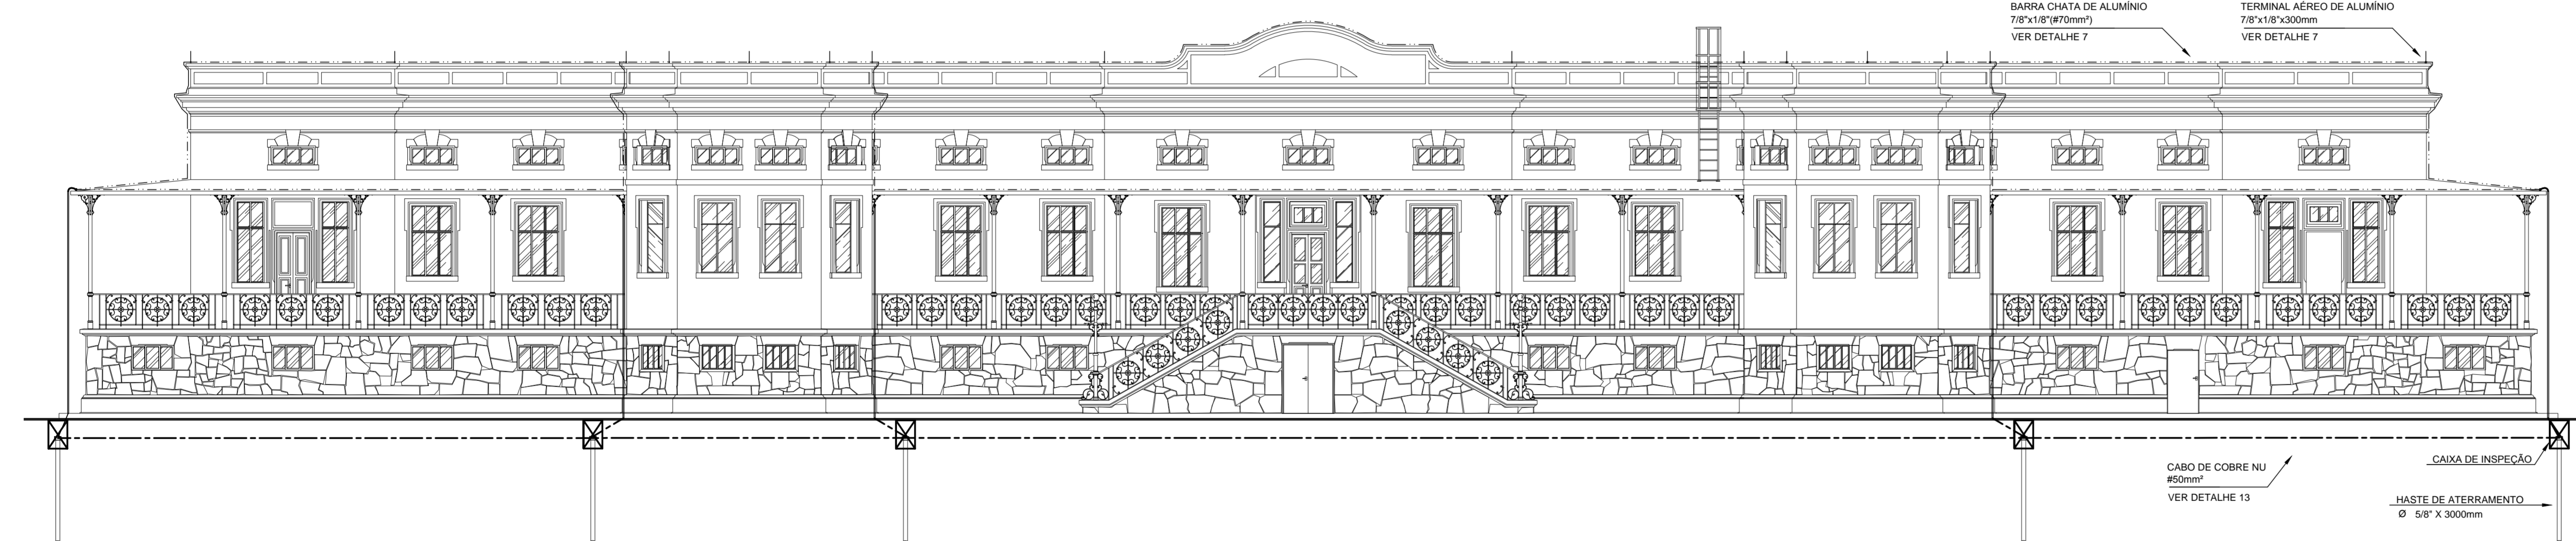 BARRA CHATA DE ALUMÍNIO
7/8"x1/8"(#70mm²)
VER DETALHE 7
TERMINAL AÉREO DE ALUMÍNIO
7/8"x1/8"x300mm
VER DETALHE 7
CABO DE COBRE NU
#50mm²
VER DETALHE 13
CAIXA DE INSPEÇÃO
HASTE DE ATERRAMENTO
Ø 5/8" X 3000mm